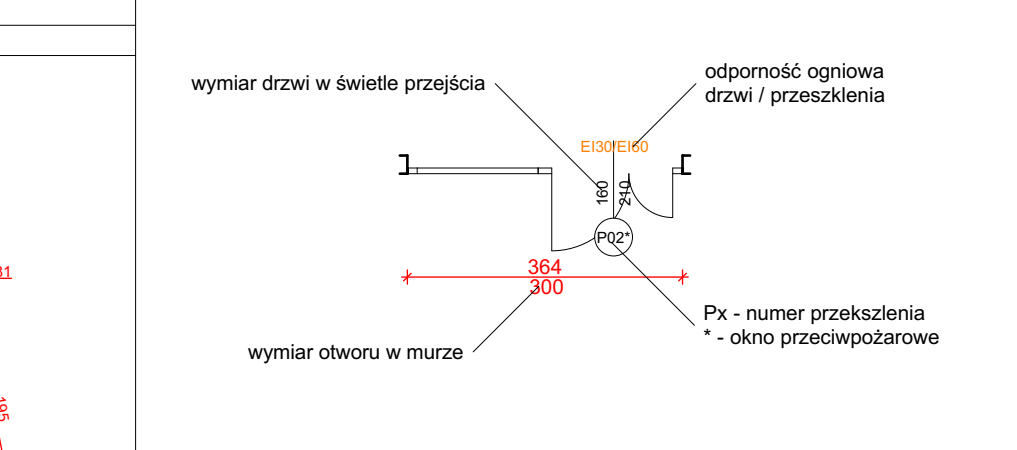 wymiar drzwi w świetle przejścia
odporność ogniowa
drzwi / przeszklenia
EI30/EI60
160
210
P02*
364
300
Px - numer przekszlenia
* - okno przeciwpożarowe
wymiar otworu w murze
195